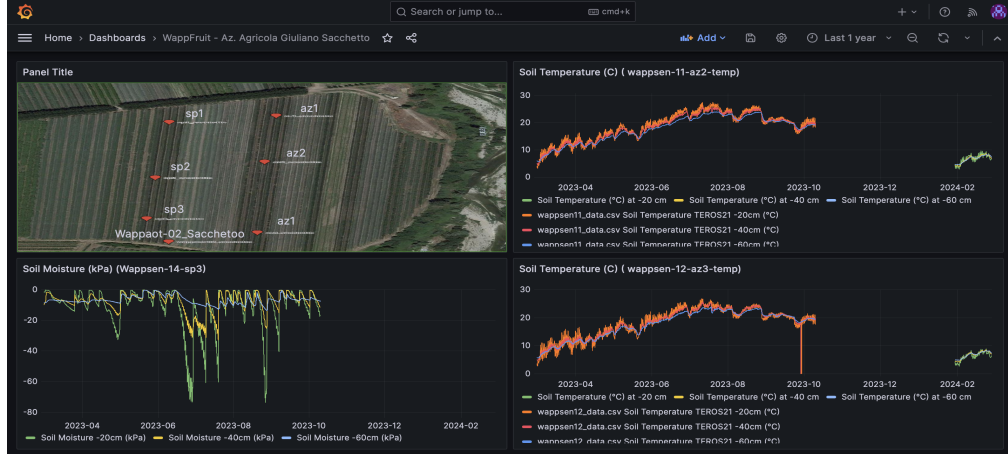 Search or jump to... cmd+k
Home > Dashboards > WappFruit - Az. Agricola Giuliano Sacchetto
Add
Last 1 year
Panel Title
sp1
az1
sp2
az2
sp3
az1
Wappaot-02_Sacchetoo
Soil Temperature (C) ( wappsen-11-az2-temp)
30
20
10
0
2023-04 2023-06 2023-08 2023-10 2023-12 2024-02
Soil Temperature (°C) at -20 cm Soil Temperature (°C) at -40 cm Soil Temperature (°C) at -60 cm
wappsen11_data.csv Soil Temperature TEROS21 -20cm (°C)
wappsen11_data.csv Soil Temperature TEROS21 -40cm (°C)
wappsen11_data.csv Soil Temperature TEROS21 -60cm (°C)
Soil Moisture (kPa) (Wappsen-14-sp3)
0
-20
-40
-60
-80
2023-04 2023-06 2023-08 2023-10 2023-12 2024-02
Soil Moisture -20cm (kPa) Soil Moisture -40cm (kPa) Soil Moisture -60cm (kPa)
Soil Temperature (C) ( wappsen-12-az3-temp)
30
20
10
0
2023-04 2023-06 2023-08 2023-10 2023-12 2024-02
Soil Temperature (°C) at -20 cm Soil Temperature (°C) at -40 cm Soil Temperature (°C) at -60 cm
wappsen12_data.csv Soil Temperature TEROS21 -20cm (°C)
wappsen12_data.csv Soil Temperature TEROS21 -40cm (°C)
wappsen12_data.csv Soil Temperature TEROS21 -60cm (°C)